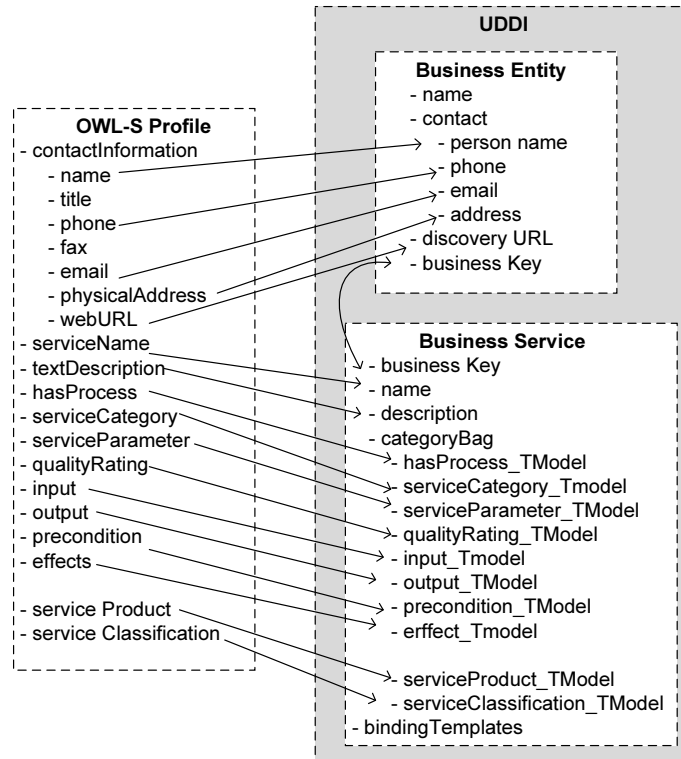 UDDI
Business Entity
- name
- contact
- person name
- phone
- email
- address
- discovery URL
- business Key
OWL-S Profile
- contactInformation
- name
- title
- phone
- fax
- email
- physicalAddress
- webURL
- serviceName
- textDescription
- hasProcess
- serviceCategory
- serviceParameter
- qualityRating
- input
- output
- precondition
- effects
- service Product
- service Classification
Business Service
- business Key
- name
- description
- categoryBag
- hasProcess_TModel
- serviceCategory_Tmodel
- serviceParameter_TModel
- qualityRating_TModel
- input_Tmodel
- output_TModel
- precondition_TModel
- erffect_Tmodel
- serviceProduct_TModel
- serviceClassification_TModel
- bindingTemplates